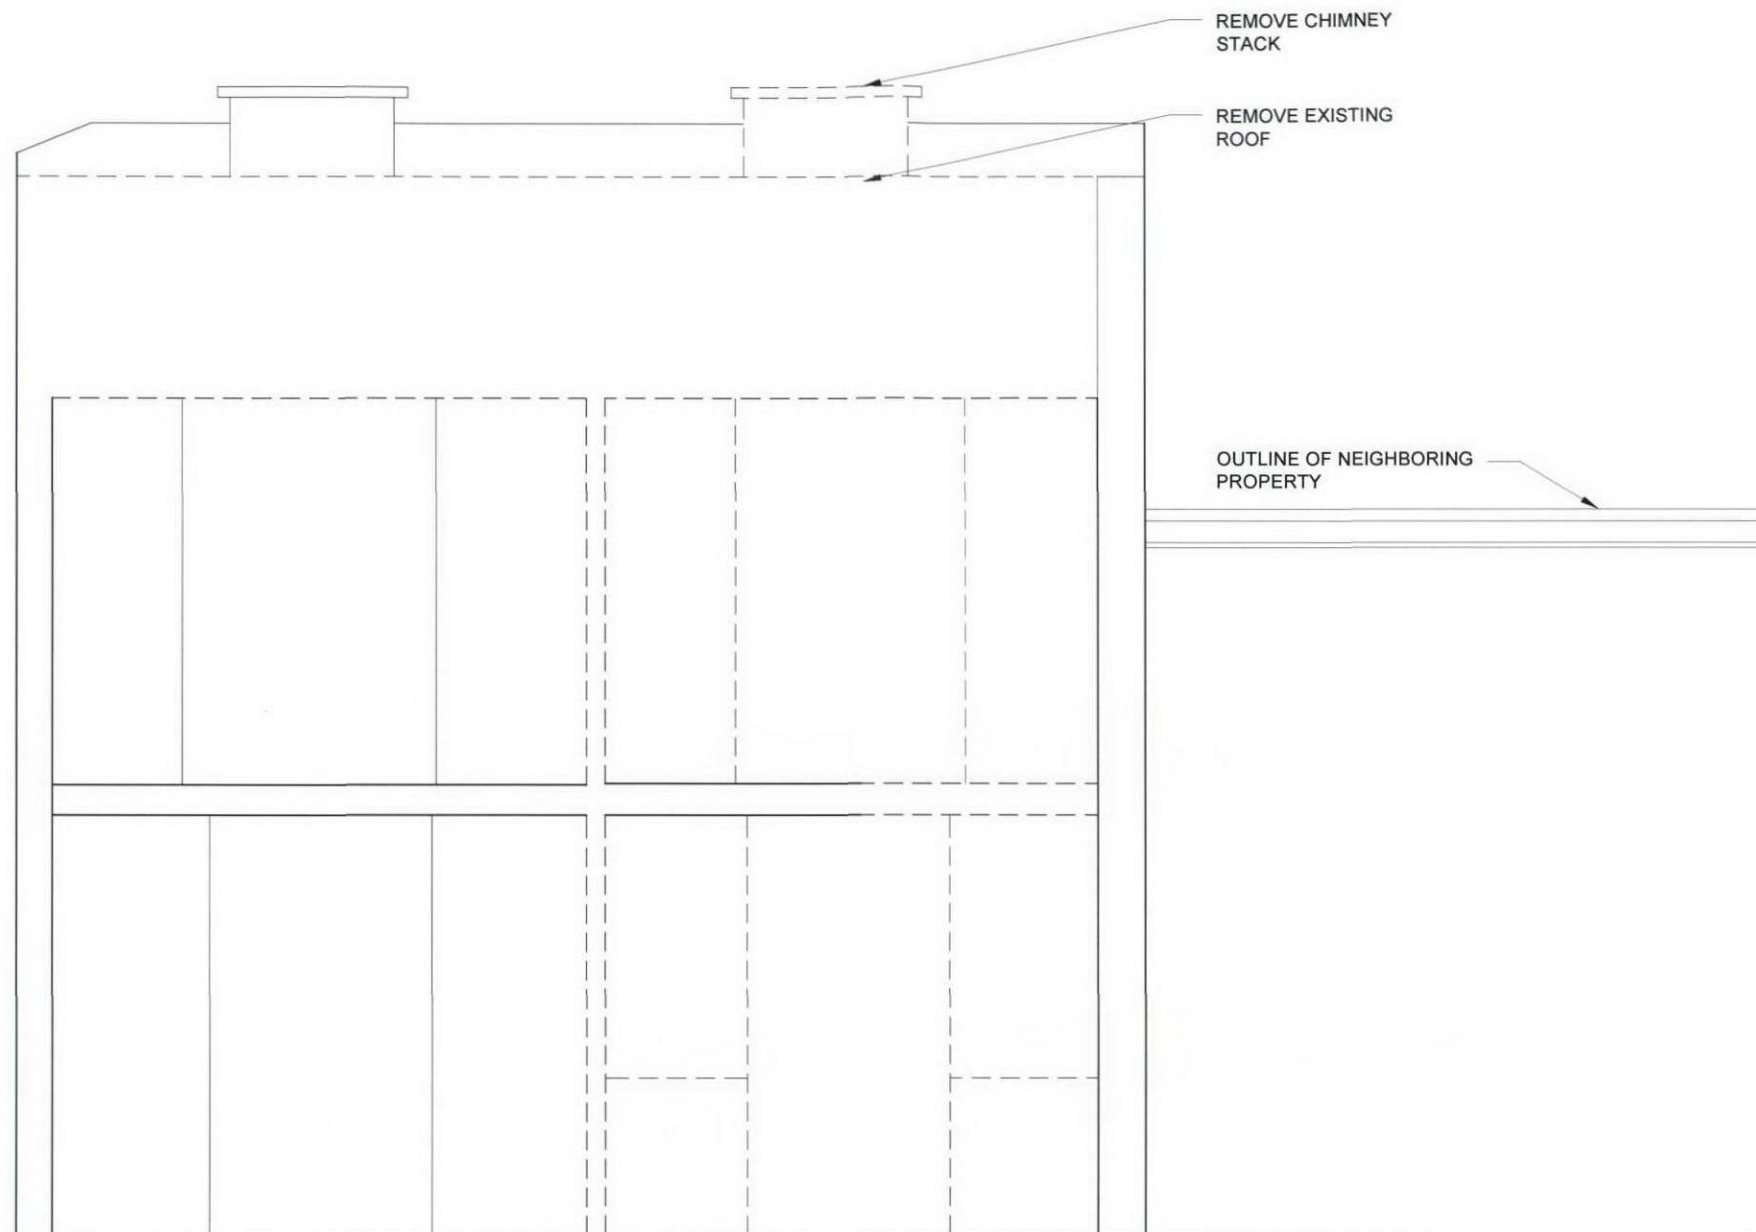 REMOVE CHIMNEY
STACK
REMOVE EXISTING
ROOF
OUTLINE OF NEIGHBORING
PROPERTY